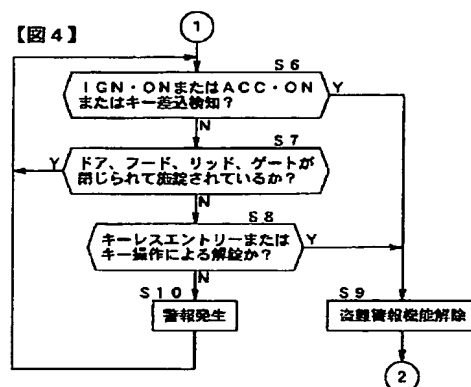 【図4】
1
S6
IGN・ONまたはACC・ON
またはキー差込検知？
Y
N
S7
ドア、フード、リッド、ゲートが
閉じられて施錠されているか？
Y
N
S8
キーレスエントリーまたは
キー操作による解錠か？
Y
N
S10
警報発生
S9
盗難警報機能解除
2